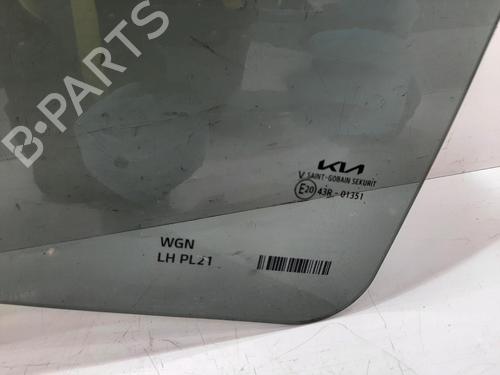 B-PARTS
KIA
V SAINT-GOBAIN SEKURIT
E20 43R-01351
WGN
LH PL21